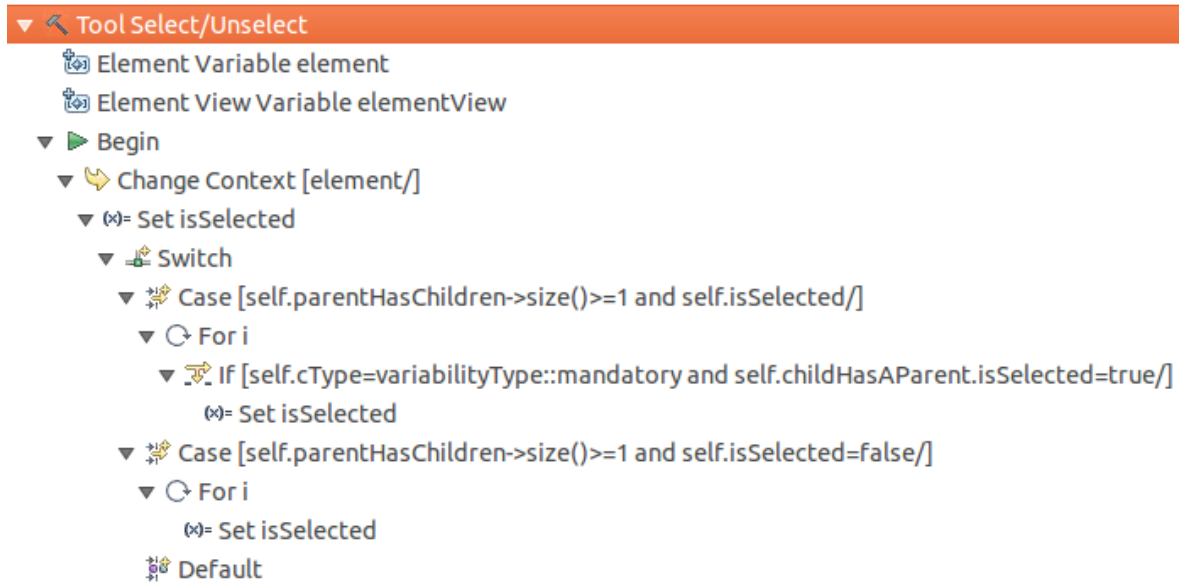 Tool Select/Unselect
Element Variable element
Element View Variable elementView
Begin
Change Context [element/]
(x)= Set isSelected
Switch
Case [self.parentHasChildren->size()>=1 and self.isSelected/]
For i
If [self.cType=variabilityType::mandatory and self.childHasAParent.isSelected=true/]
(x)= Set isSelected
Case [self.parentHasChildren->size()>=1 and self.isSelected=false/]
For i
(x)= Set isSelected
Default